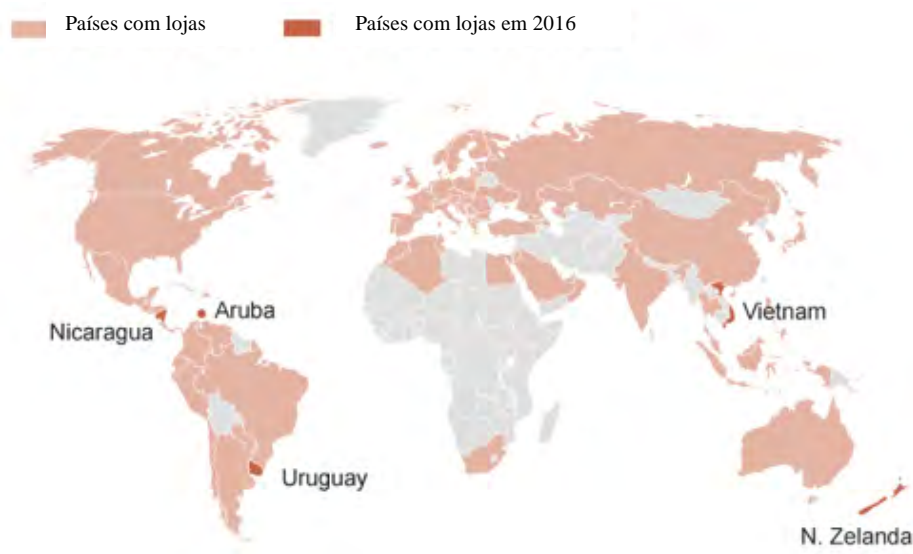 Países com lojas
Países com lojas em 2016
Aruba
Nicaragua
Vietnam
Uruguay
N. Zelanda